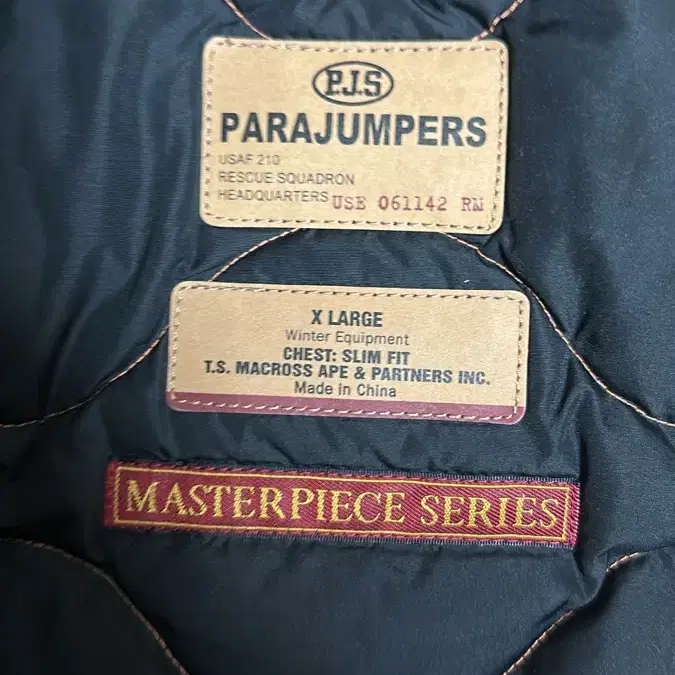 P.J.S
PARAJUMPERS
USAF 210
RESCUE SQUADRON
HEADQUARTERS USE 061142 RN
X LARGE
Winter Equipment
CHEST: SLIM FIT
T.S. MACROSS APE & PARTNERS INC.
Made in China
MASTERPIECE SERIES